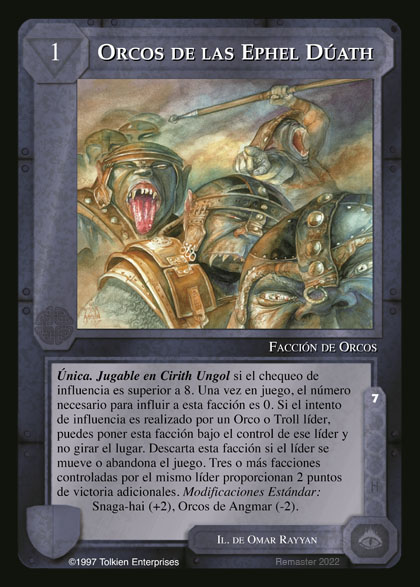 1 ORCOS DE LAS EPHEL DÚATH
FACCIÓN DE ORCOS
Única. Jugable en Cirith Ungol si el chequeo de
influencia es superior a 8. Una vez en juego, el número
necesario para influir a esta facción es 0. Si el intento
de influencia es realizado por un Orco o Troll líder,
puedes poner esta facción bajo el control de ese líder y
no girar el lugar. Descarta esta facción si el líder se
mueve o abandona el juego. Tres o más facciones
controladas por el mismo líder proporcionan 2 puntos
de victoria adicionales. Modificaciones Estándar:
Snaga-hai (+2), Orcos de Angmar (-2).
7
IL. DE OMAR RAYYAN
©1997 Tolkien Enterprises
Remaster 2022